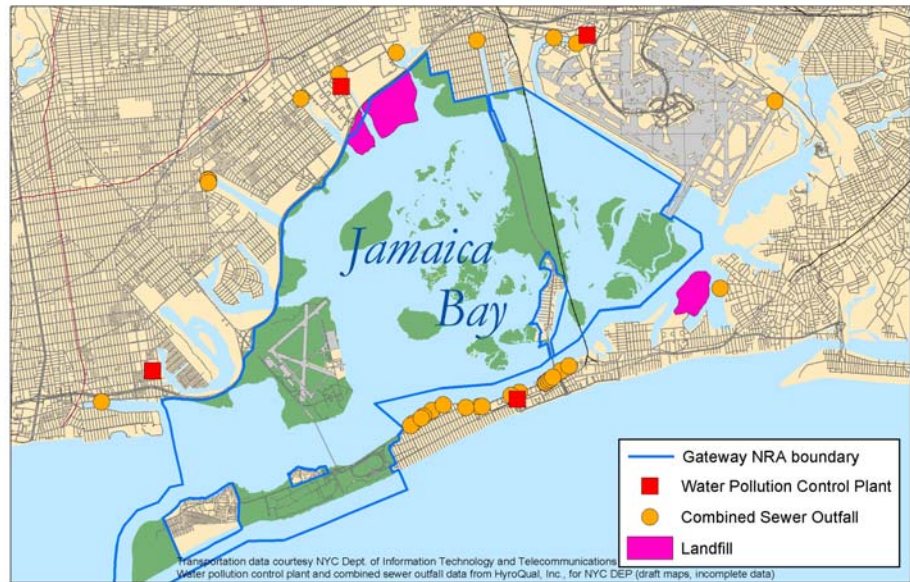 Jamaica
Bay
Gateway NRA boundary
Water Pollution Control Plant
Combined Sewer Outfall
Landfill
Transportation data courtesy NYC Dept. of Information Technology and Telecommunications
Water pollution control plant and combined sewer outfall data from HyroQual, Inc., for NYC DEP (draft maps, incomplete data)